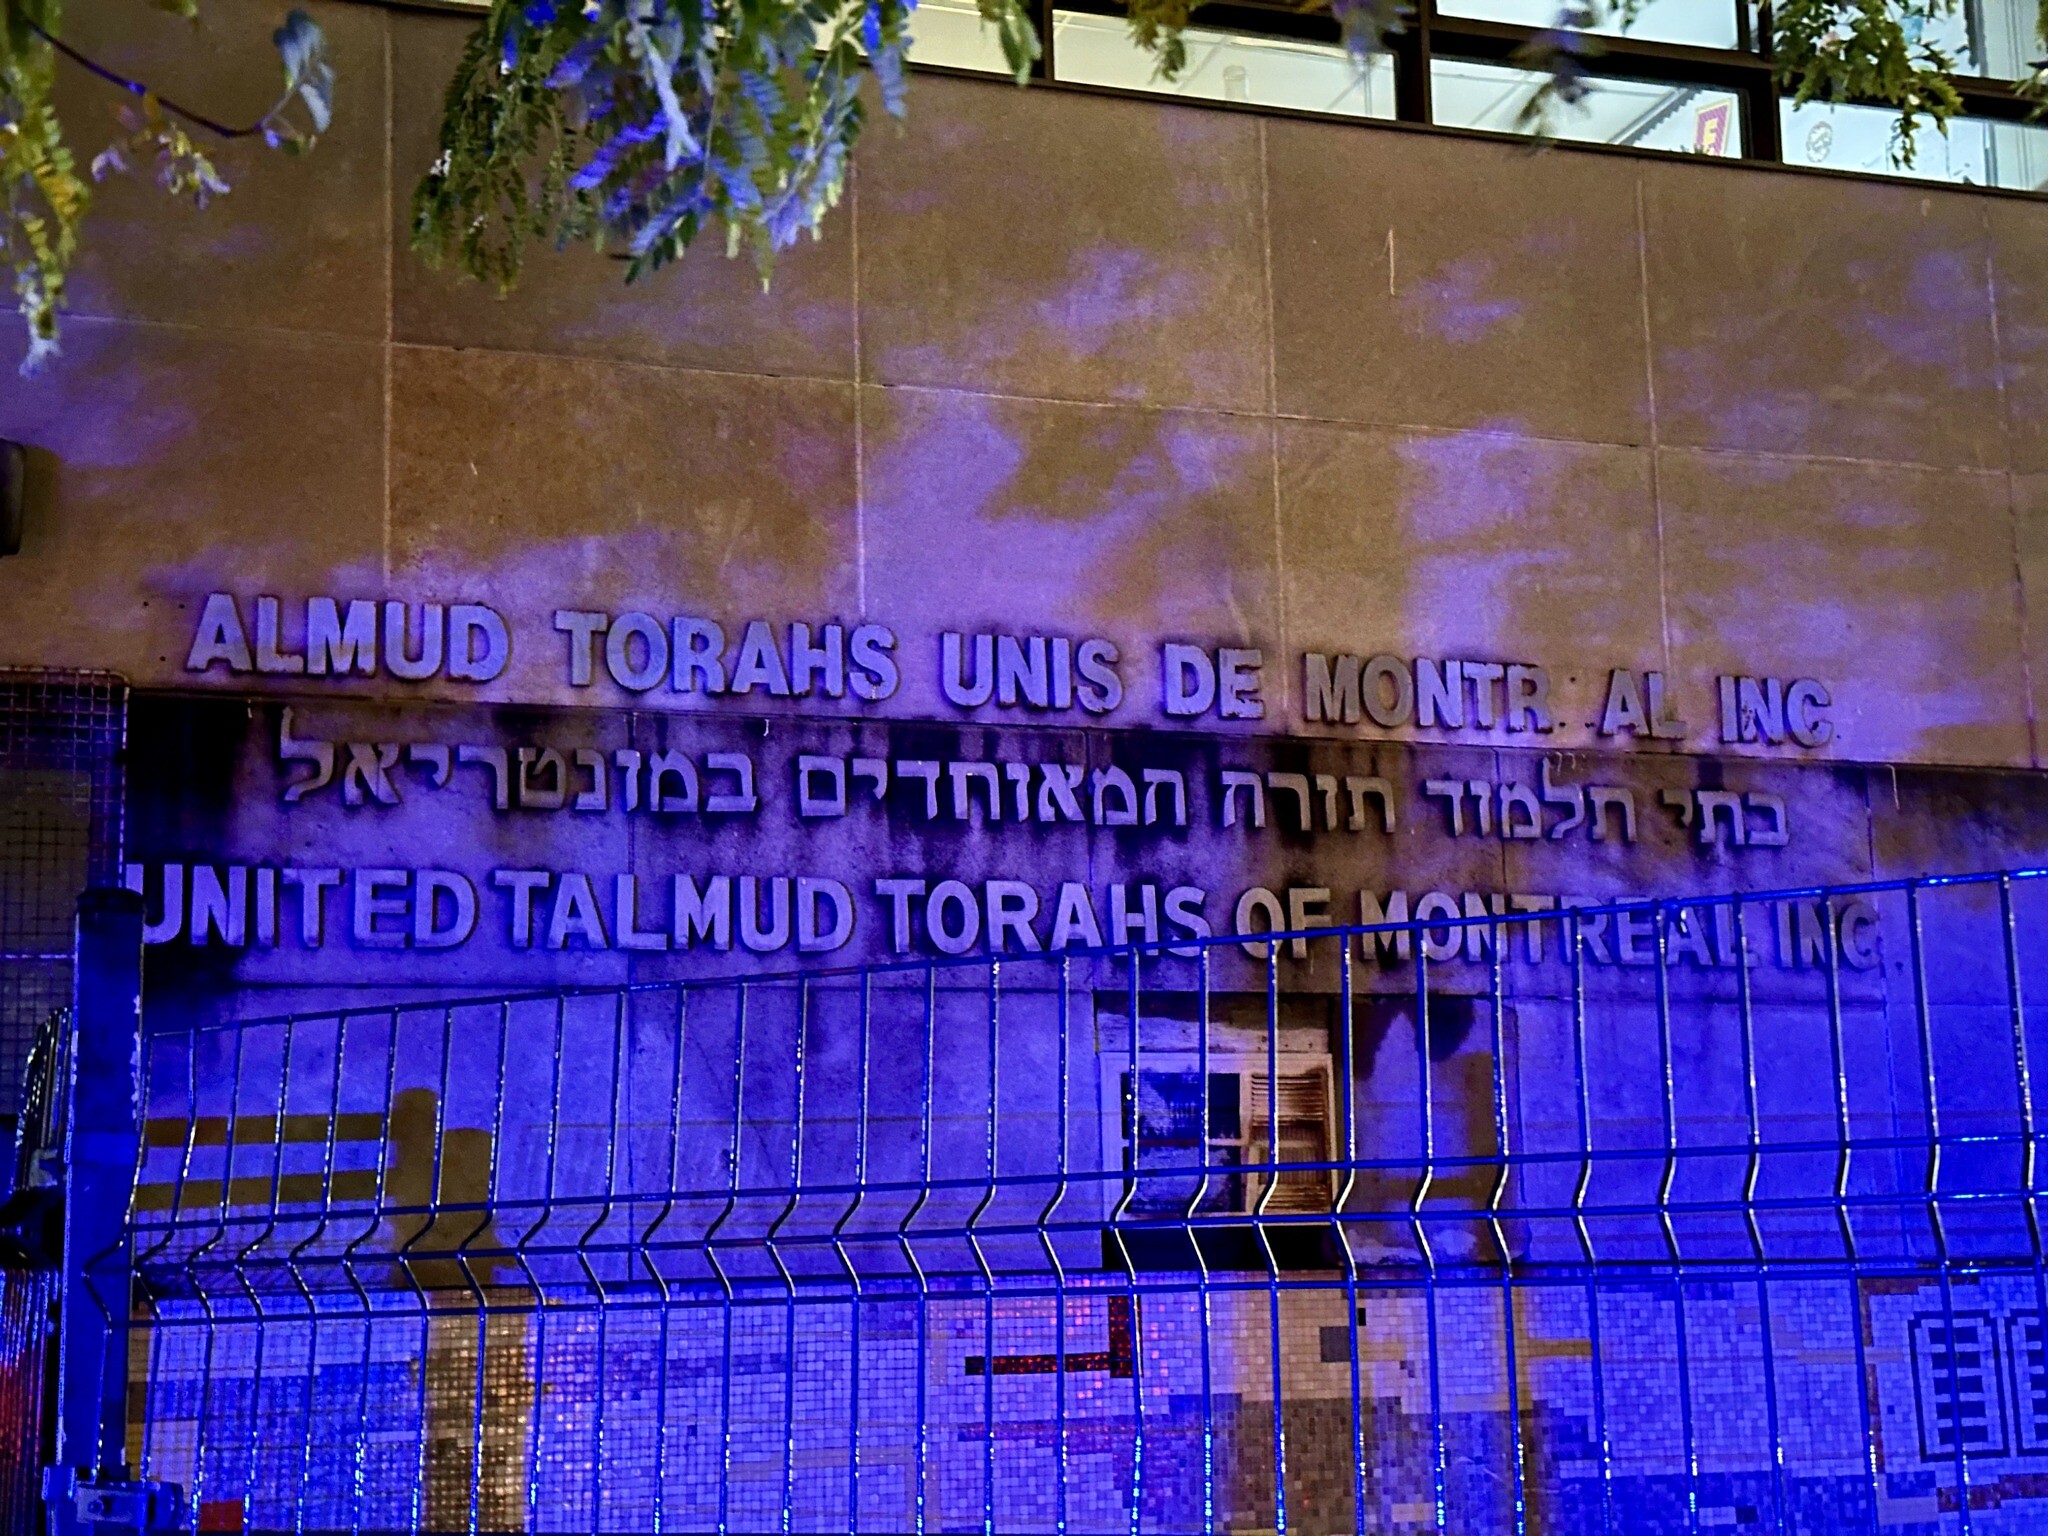 ALMUD TORAHS UNIS DE MONTR AL INC
בתי תלמוד תורה המאוחדים במונטריאל
UNITED TALMUD TORAHS OF MONTREAL INC